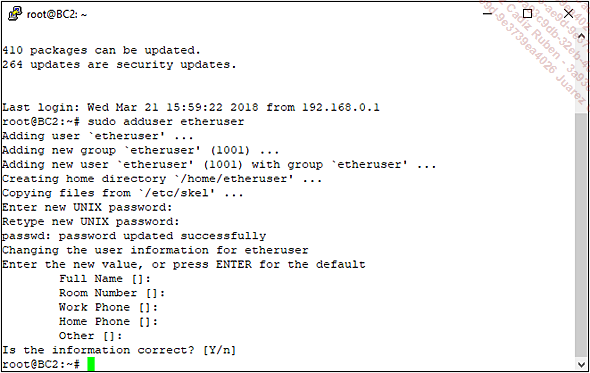 root@BC2: ~
410 packages can be updated.
264 updates are security updates.
Last login: Wed Mar 21 15:59:22 2018 from 192.168.0.1
root@BC2:~# sudo adduser etheruser
Adding user `etheruser' ...
Adding new group `etheruser' (1001) ...
Adding new user `etheruser' (1001) with group `etheruser' ...
Creating home directory `/home/etheruser' ...
Copying files from `/etc/skel' ...
Enter new UNIX password:
Retype new UNIX password:
passwd: password updated successfully
Changing the user information for etheruser
Enter the new value, or press ENTER for the default
Full Name []:
Room Number []:
Work Phone []:
Home Phone []:
Other []:
Is the information correct? [Y/n]
root@BC2:~#